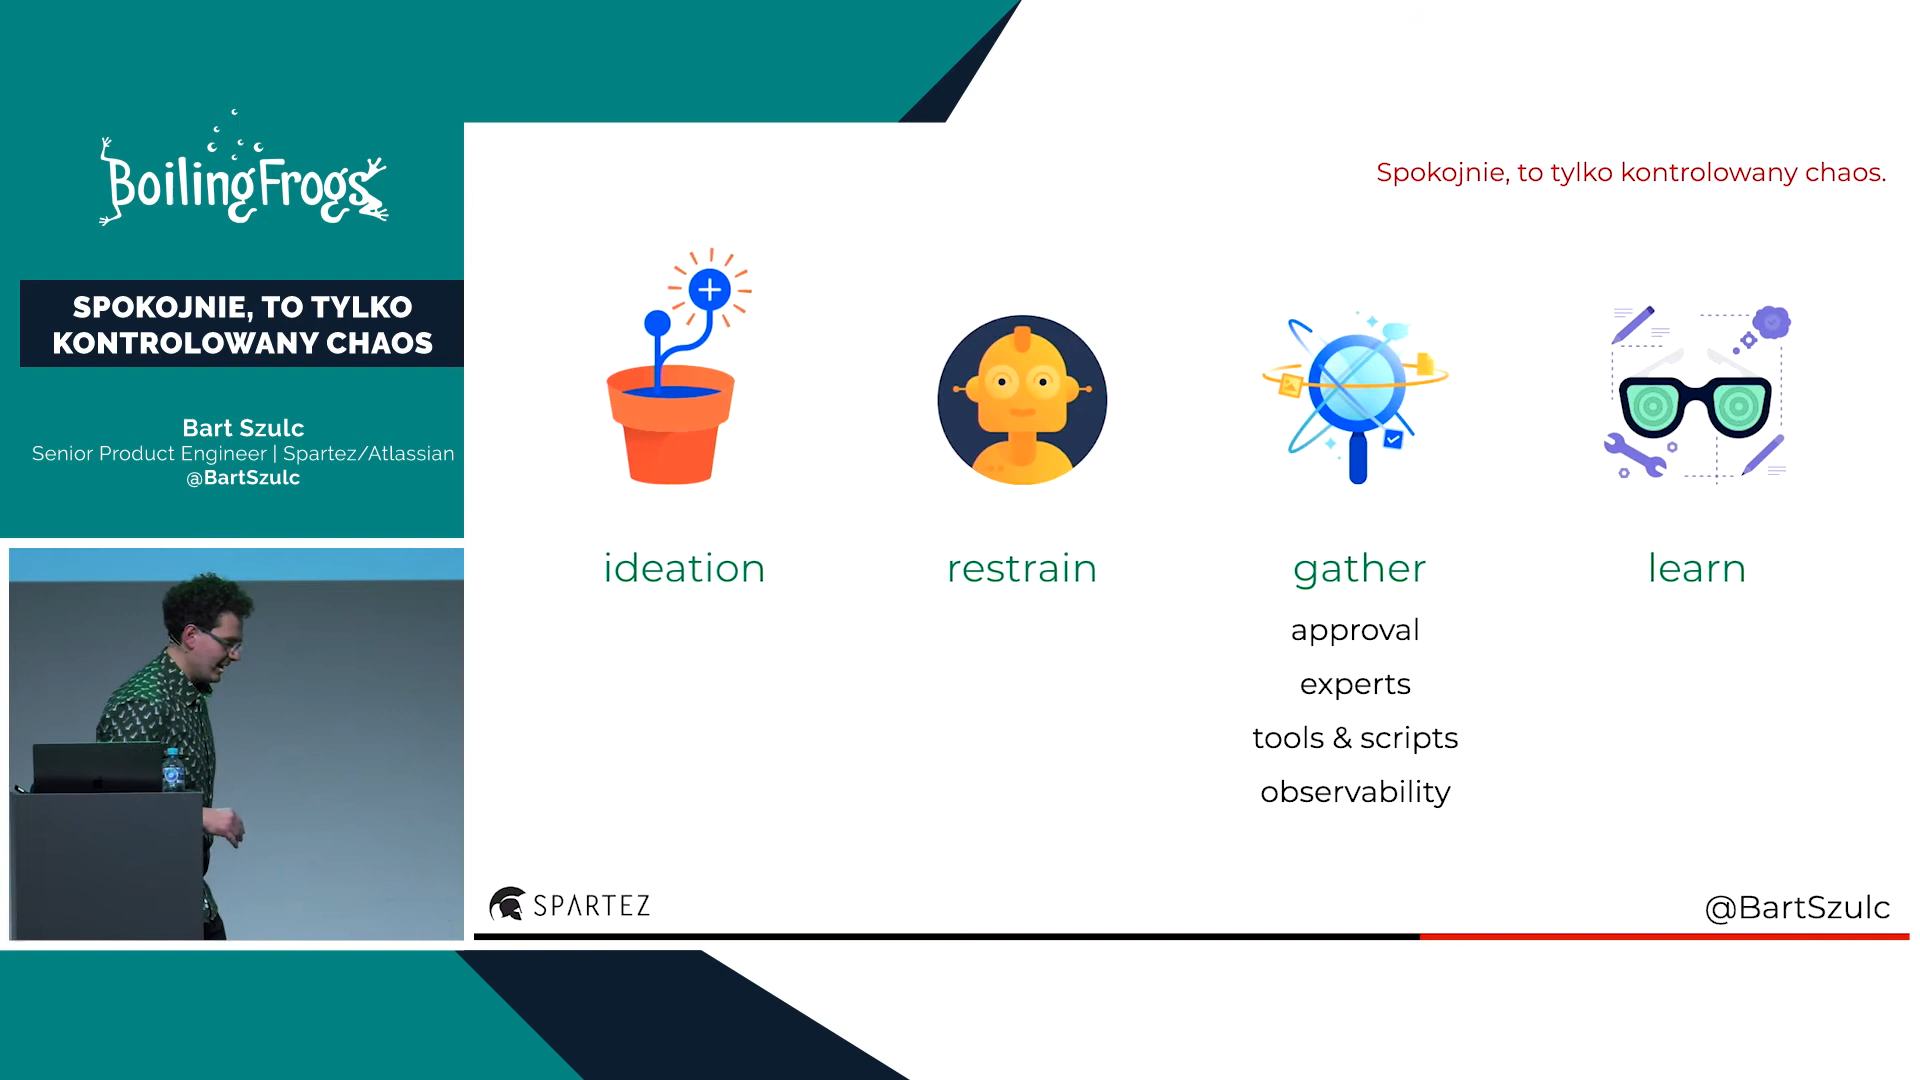 BoilingFrogs
SPOKOJNIE, TO TYLKO
KONTROLOWANY CHAOS
Bart Szulc
Senior Product Engineer | Spartez/Atlassian
@BartSzulc
Spokojnie, to tylko kontrolowany chaos.
ideation
restrain
gather
learn
approval
experts
tools & scripts
observability
SPARTEZ
@BartSzulc